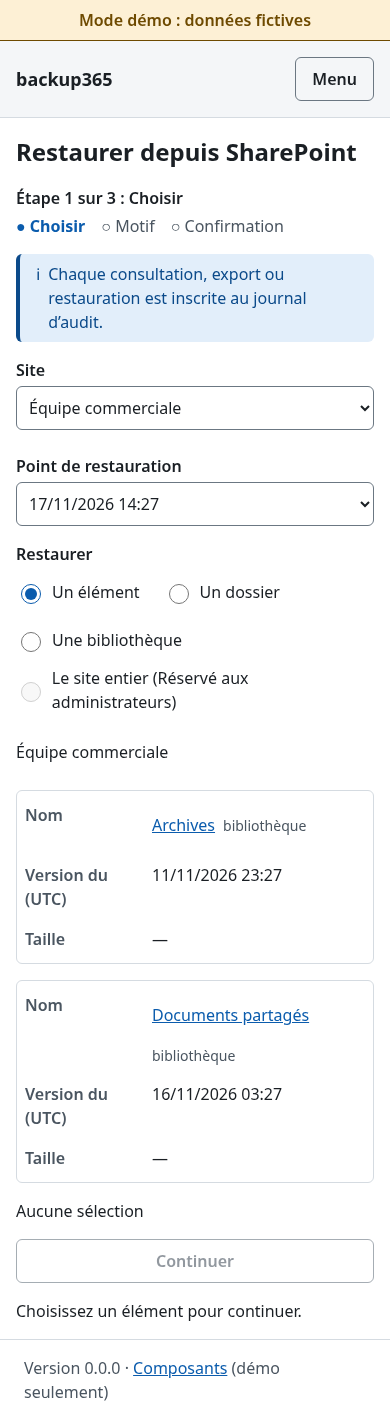 Mode démo : données fictives
backup365
Menu
Restaurer depuis SharePoint
Étape 1 sur 3 : Choisir
● Choisir ○ Motif ○ Confirmation
i Chaque consultation, export ou
restauration est inscrite au journal
d’audit.
Site
Équipe commerciale
Point de restauration
17/11/2026 14:27
Restaurer
Un élément Un dossier
Une bibliothèque
Le site entier (Réservé aux
administrateurs)
Équipe commerciale
Nom Archives bibliothèque
Version du 11/11/2026 23:27
(UTC)
Taille —
Nom Documents partagés
bibliothèque
Version du 16/11/2026 03:27
(UTC)
Taille —
Aucune sélection
Continuer
Choisissez un élément pour continuer.
Version 0.0.0 · Composants (démo
seulement)